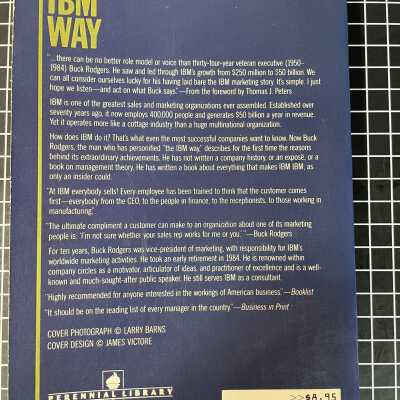 IBM
WAY
"...there can be no better role model or voice than thirty-four-year veteran executive (1950-
1984) Buck Rodgers. He saw and led through IBM's growth from $250 million to $50 billion. We
can all consider ourselves lucky for his having laid bare the IBM marketing story. It's simple. I just
hope we listen—and act on what Buck says."—From the foreword by Thomas J. Peters
IBM is one of the greatest sales and marketing organizations ever assembled. Established over
seventy years ago, it now employs 400,000 people and generates $50 billion a year in revenue.
Yet it operates more like a cottage industry than a huge multinational organization.
How does IBM do it? That's what even the most successful companies want to know. Now Buck
Rodgers, the man who has personified "the IBM way," describes for the first time the reasons
behind its extraordinary achievements. He has not written a company history, or an exposé, or a
book on management theory. He has written a book about everything that makes IBM IBM, as
only an insider could.
"At IBM everybody sells! Every employee has been trained to think that the customer comes
first—everybody from the CEO, to the people in finance, to the receptionists, to those working in
manufacturing."
"The ultimate compliment a customer can make to an organization about one of its marketing
people is: 'I'm not sure whether your sales rep works for me or you.'"—Buck Rodgers
For ten years, Buck Rodgers was vice-president of marketing, with responsibility for IBM's
worldwide marketing activities. He took an early retirement in 1984. He is renowned within
company circles as a motivator, articulator of ideas, and practitioner of excellence and is a well-
known and much-sought-after public speaker. He still serves IBM as a consultant.
"Highly recommended for anyone interested in the workings of American business."—Booklist
"It should be on the reading list of every manager in the country."—Business in Print
COVER PHOTOGRAPH © LARRY BARNS
COVER DESIGN © JAMES VICTORE
PERENNIAL LIBRARY
>>$8.95